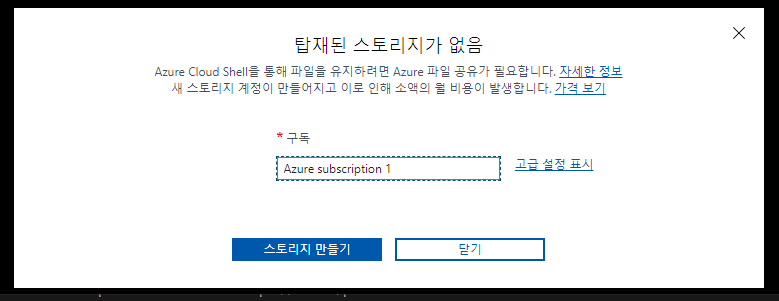 탑재된 스토리지가 없음
Azure Cloud Shell을 통해 파일을 유지하려면 Azure 파일 공유가 필요합니다. 자세한 정보
새 스토리지 계정이 만들어지고 이로 인해 소액의 월 비용이 발생합니다. 가격 보기
* 구독
Azure subscription 1
고급 설정 표시
스토리지 만들기
닫기